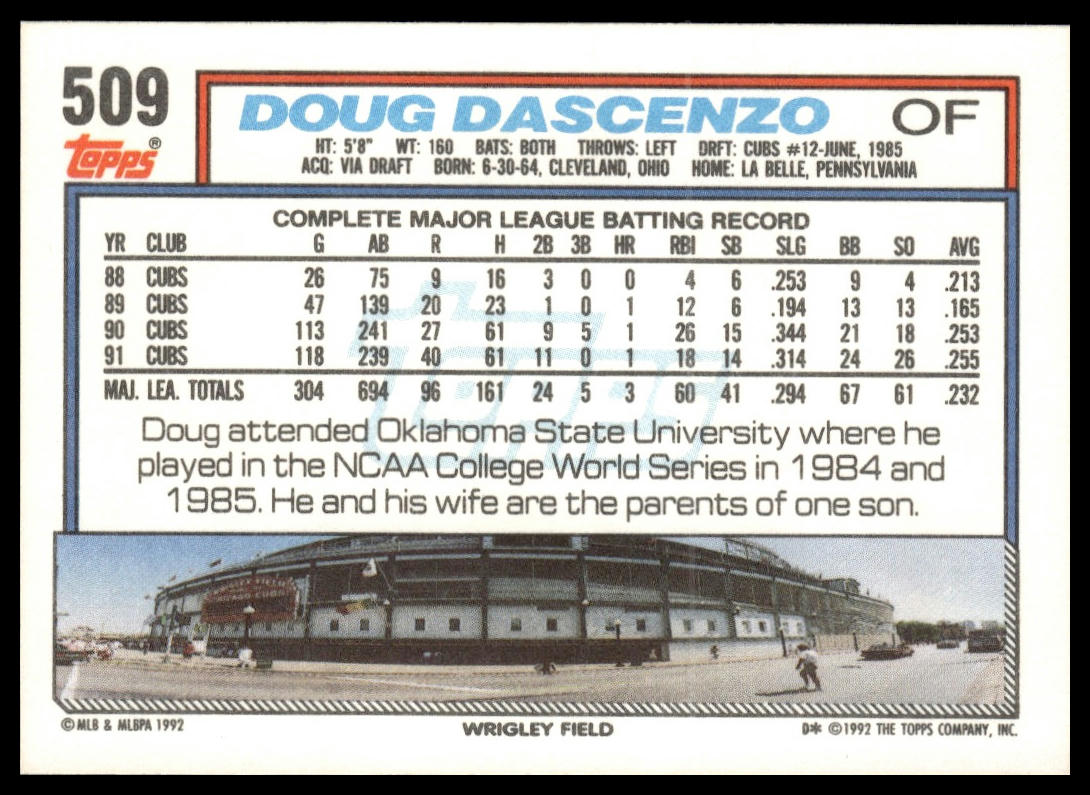 509
Topps®
DOUG DASCENZO OF
HT: 5'8" WT: 160 BATS: BOTH THROWS: LEFT DRFT: CUBS #12-JUNE, 1985
ACQ: VIA DRAFT BORN: 6-30-64, CLEVELAND, OHIO HOME: LA BELLE, PENNSYLVANIA
COMPLETE MAJOR LEAGUE BATTING RECORD
YR CLUB G AB R H 2B 3B HR RBI SB SLG BB SO AVG
88 CUBS 26 75 9 16 3 0 0 4 6 .253 9 4 .213
89 CUBS 47 139 20 23 1 0 1 12 6 .194 13 13 .165
90 CUBS 113 241 27 61 9 5 1 26 15 .344 21 18 .253
91 CUBS 118 239 40 61 11 0 1 18 14 .314 24 26 .255
MAJ. LEA. TOTALS 304 694 96 161 24 5 3 60 41 .294 67 61 .232
Doug attended Oklahoma State University where he
played in the NCAA College World Series in 1984 and
1985. He and his wife are the parents of one son.
© MLB & MLBPA 1992
WRIGLEY FIELD
D* © 1992 THE TOPPS COMPANY, INC.